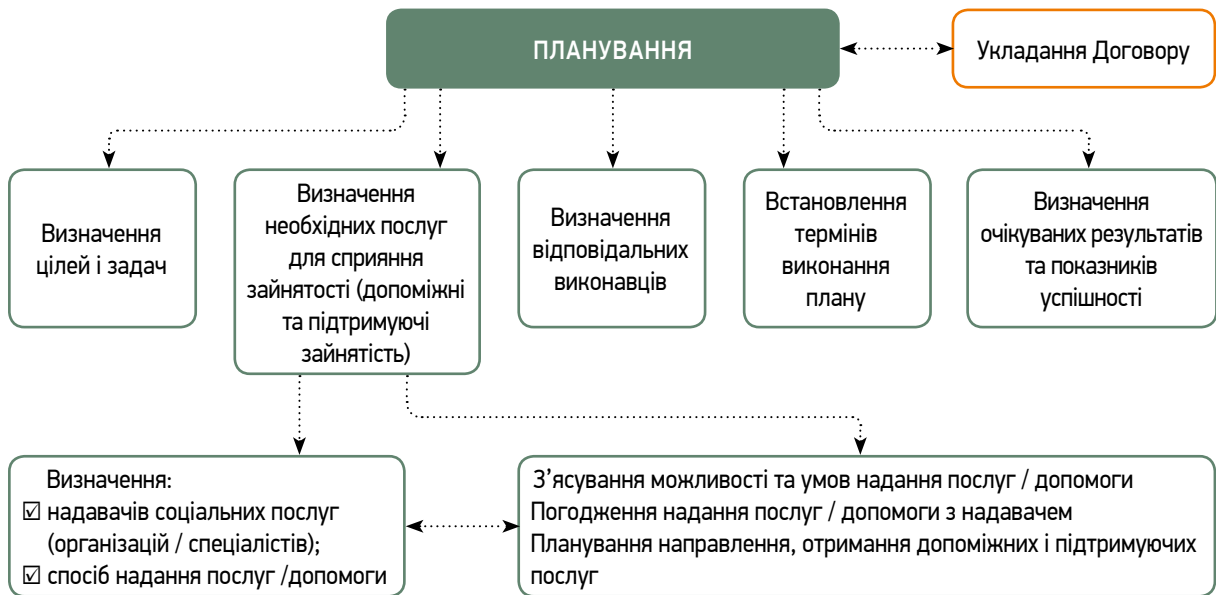 ПЛАНУВАННЯ
Укладання Договору
Визначення
цілей і задач
Визначення
необхідних послуг
для сприяння
зайнятості (допоміжні
та підтримуючі
зайнятість)
Визначення
відповідальних
виконавців
Встановлення
термінів
виконання
плану
Визначення
очікуваних результатів
та показників
успішності
Визначення:
☑ надавачів соціальних послуг
(організацій / спеціалістів);
☑ спосіб надання послуг /допомоги
З’ясування можливості та умов надання послуг / допомоги
Погодження надання послуг / допомоги з надавачем
Планування направлення, отримання допоміжних і підтримуючих
послуг